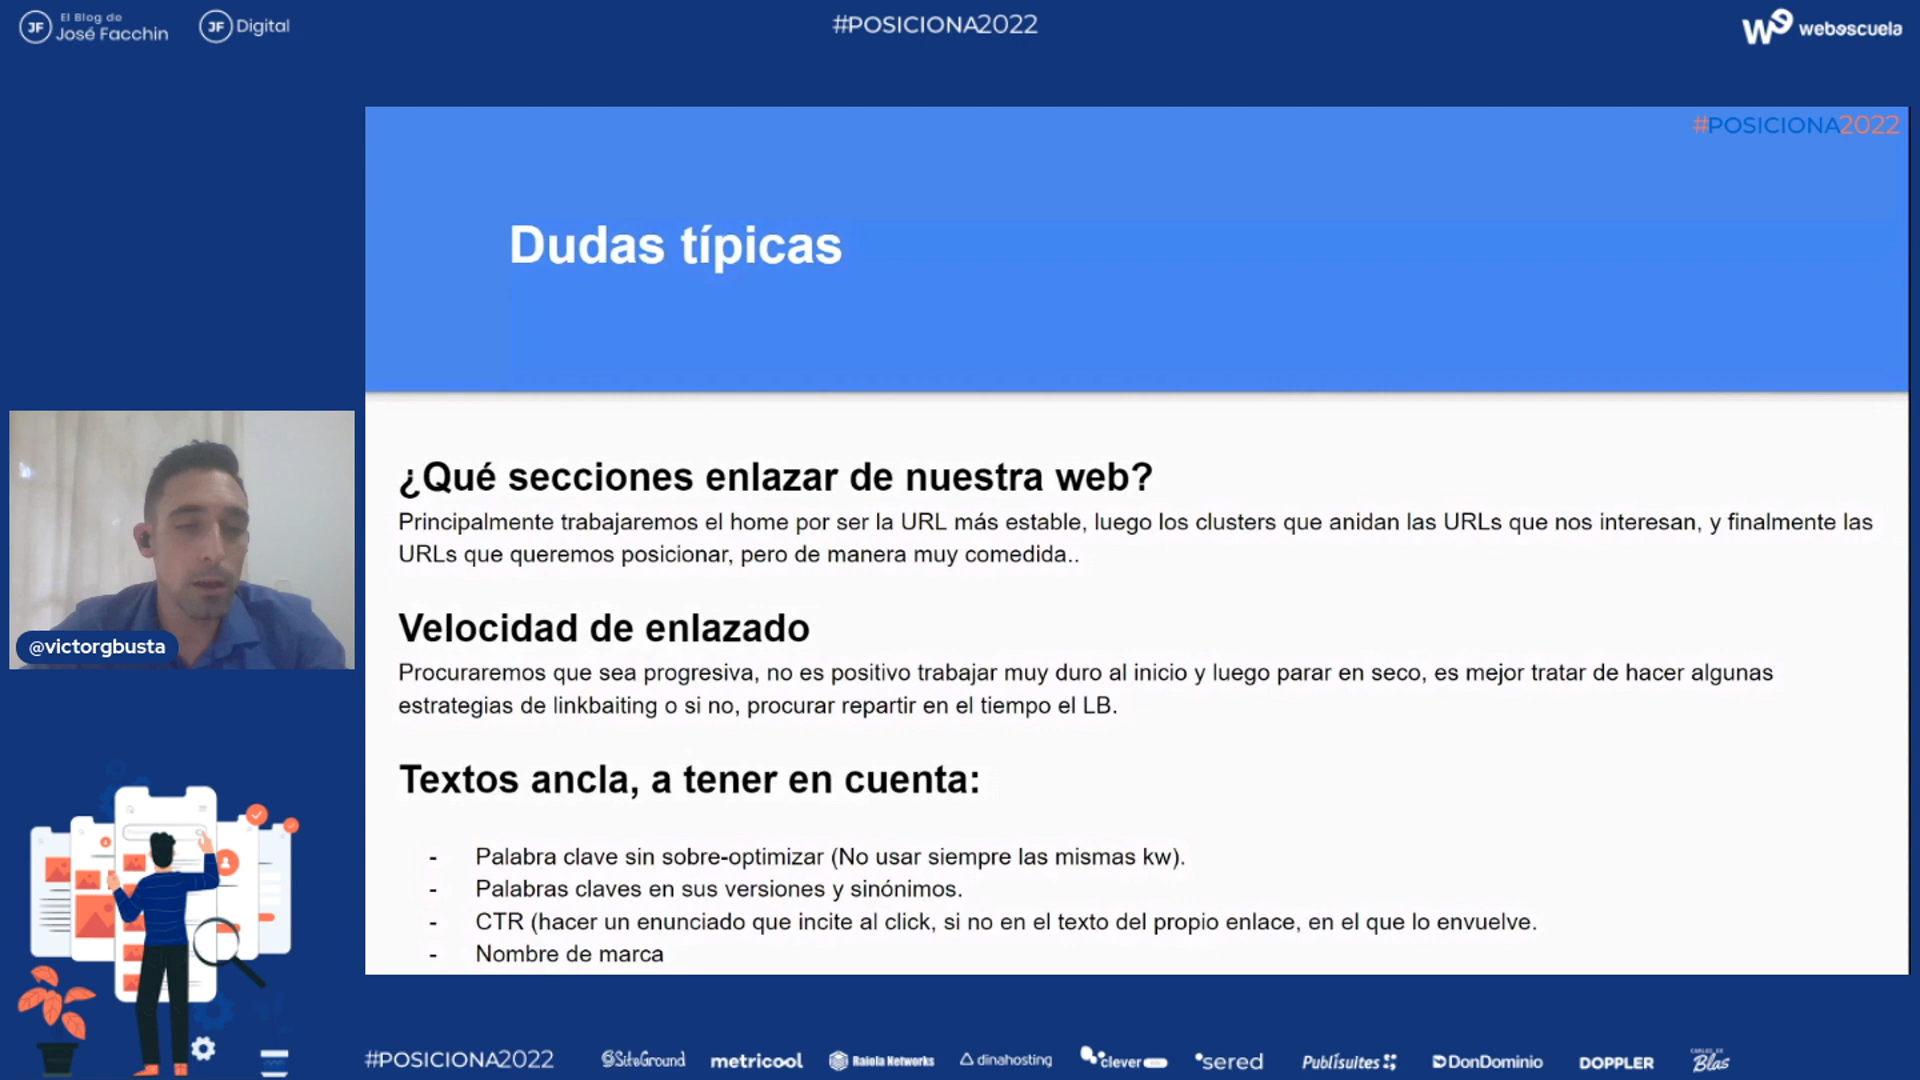 JF El Blog de
José Facchin
JF Digital
#POSICIONA2022
We webescuela
#POSICIONA2022
Dudas típicas
¿Qué secciones enlazar de nuestra web?
Principalmente trabajaremos el home por ser la URL más estable, luego los clusters que anidan las URLs que nos interesan, y finalmente las
URLs que queremos posicionar, pero de manera muy comedida..
Velocidad de enlazado
Procuraremos que sea progresiva, no es positivo trabajar muy duro al inicio y luego parar en seco, es mejor tratar de hacer algunas
estrategias de linkbaiting o si no, procurar repartir en el tiempo el LB.
Textos ancla, a tener en cuenta:
- Palabra clave sin sobre-optimizar (No usar siempre las mismas kw).
- Palabras claves en sus versiones y sinónimos.
- CTR (hacer un enunciado que incite al click, si no en el texto del propio enlace, en el que lo envuelve.
- Nombre de marca
@victorgbusta
#POSICIONA2022
SiteGround
metricool
Raiola Networks
dinahosting
clever
sered
Publisuites
DonDominio
DOPPLER
Blas